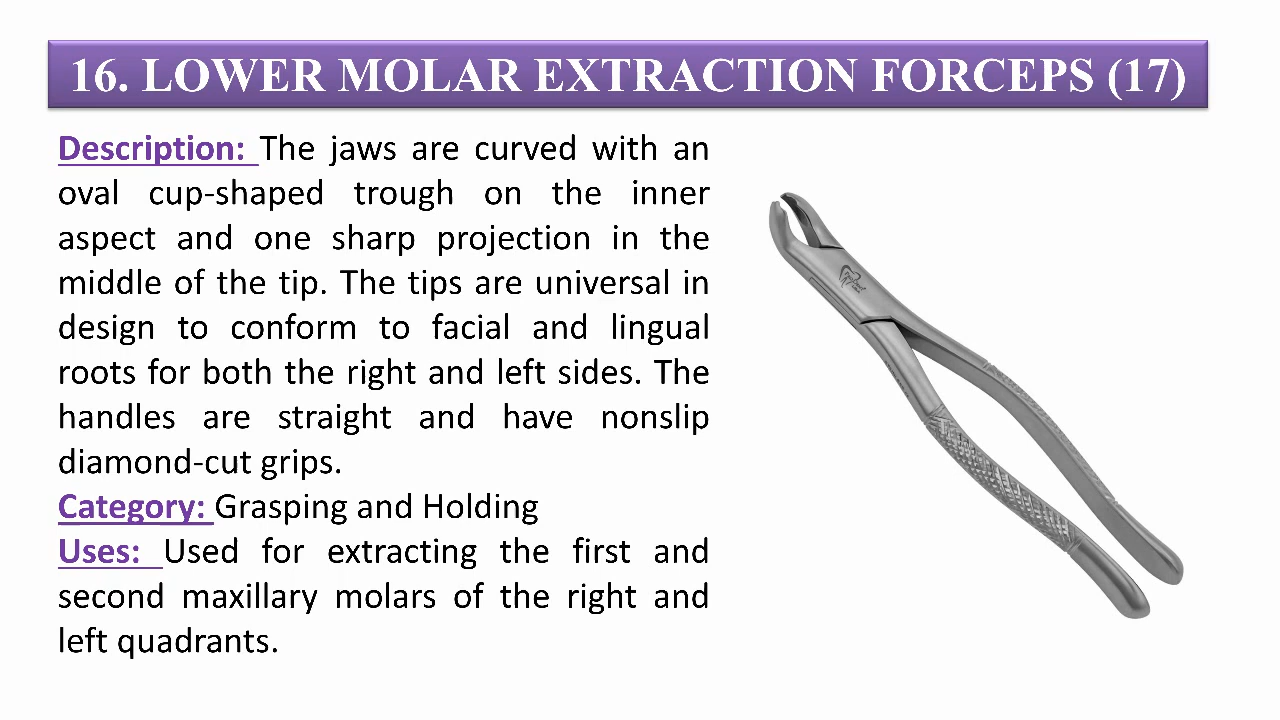 16. LOWER MOLAR EXTRACTION FORCEPS (17)
Description: The jaws are curved with an
oval cup-shaped trough on the inner
aspect and one sharp projection in the
middle of the tip. The tips are universal in
design to conform to facial and lingual
roots for both the right and left sides. The
handles are straight and have nonslip
diamond-cut grips.
Category: Grasping and Holding
Uses: Used for extracting the first and
second maxillary molars of the right and
left quadrants.